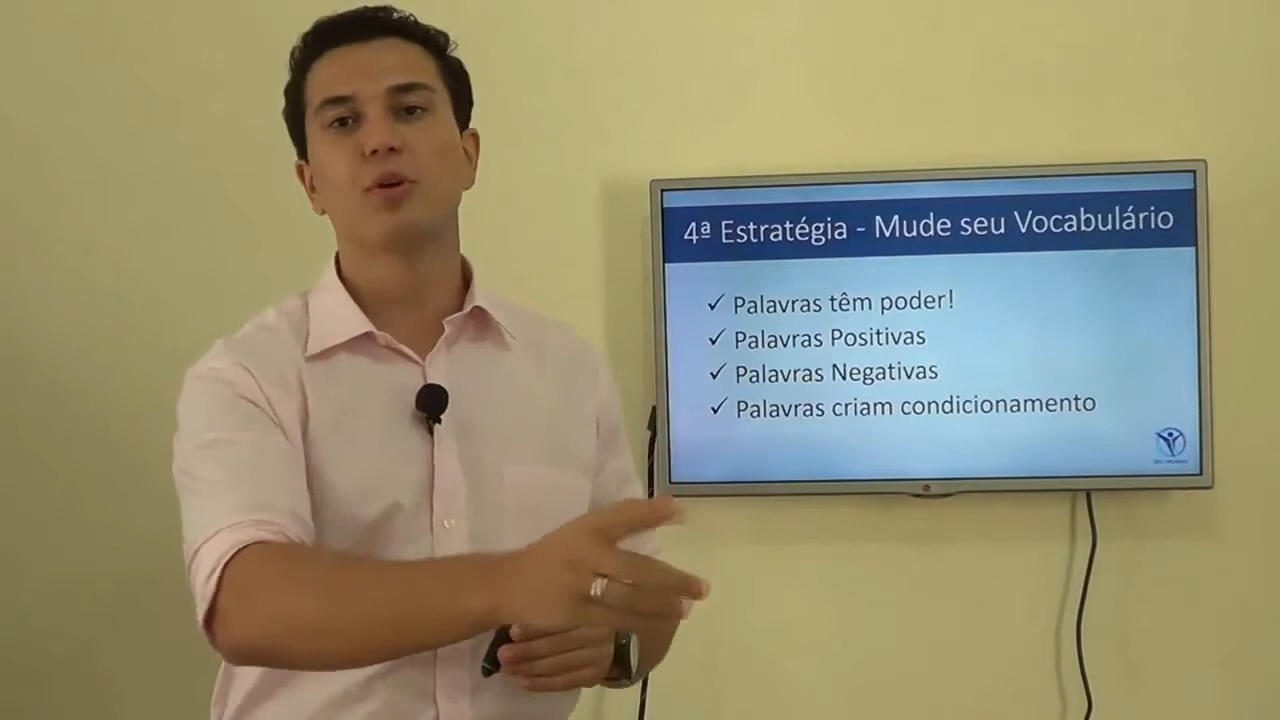 4ª Estratégia - Mude seu Vocabulário
✓ Palavras têm poder!
✓ Palavras Positivas
✓ Palavras Negativas
✓ Palavras criam condicionamento